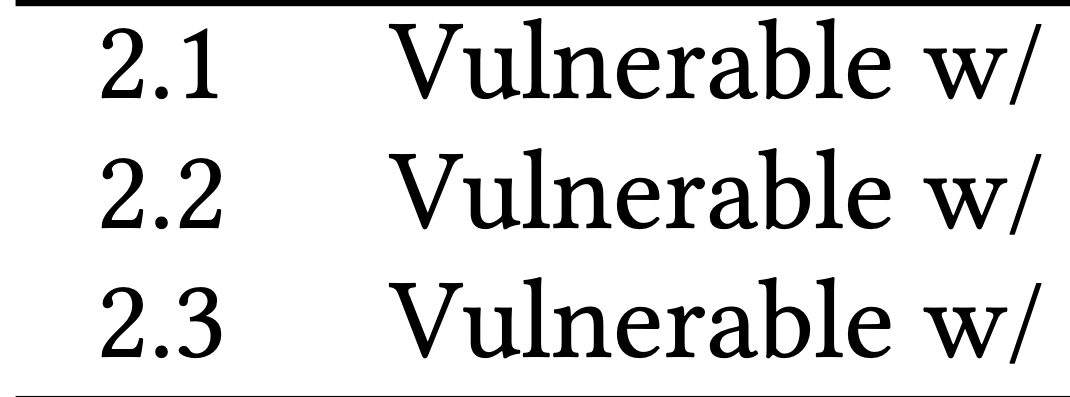 2.1 Vulnerable w/
2.2 Vulnerable w/
2.3 Vulnerable w/